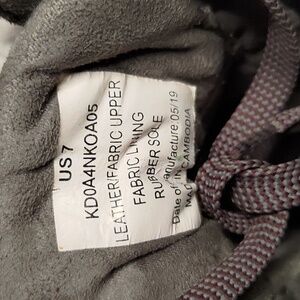 US 7
KD0A4NKOA05
LEATHER/FABRIC UPPER
FABRIC LINING
RUBBER SOLE
Date of manufacture 05/19
MADE IN CAMBODIA